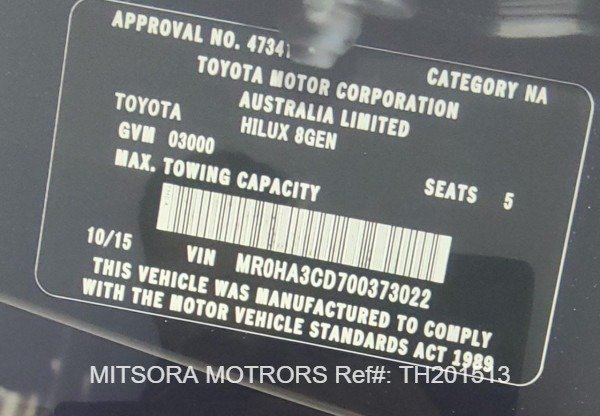 APPROVAL NO. 4734
CATEGORY NA
TOYOTA MOTOR CORPORATION
AUSTRALIA LIMITED
TOYOTA HILUX 8GEN
GVM 03000
MAX. TOWING CAPACITY SEATS 5
10/15 VIN MR0HA3CD700373022
THIS VEHICLE WAS MANUFACTURED TO COMPLY
WITH THE MOTOR VEHICLE STANDARDS ACT 1989
MITSORA MOTRORS Ref#: TH201513